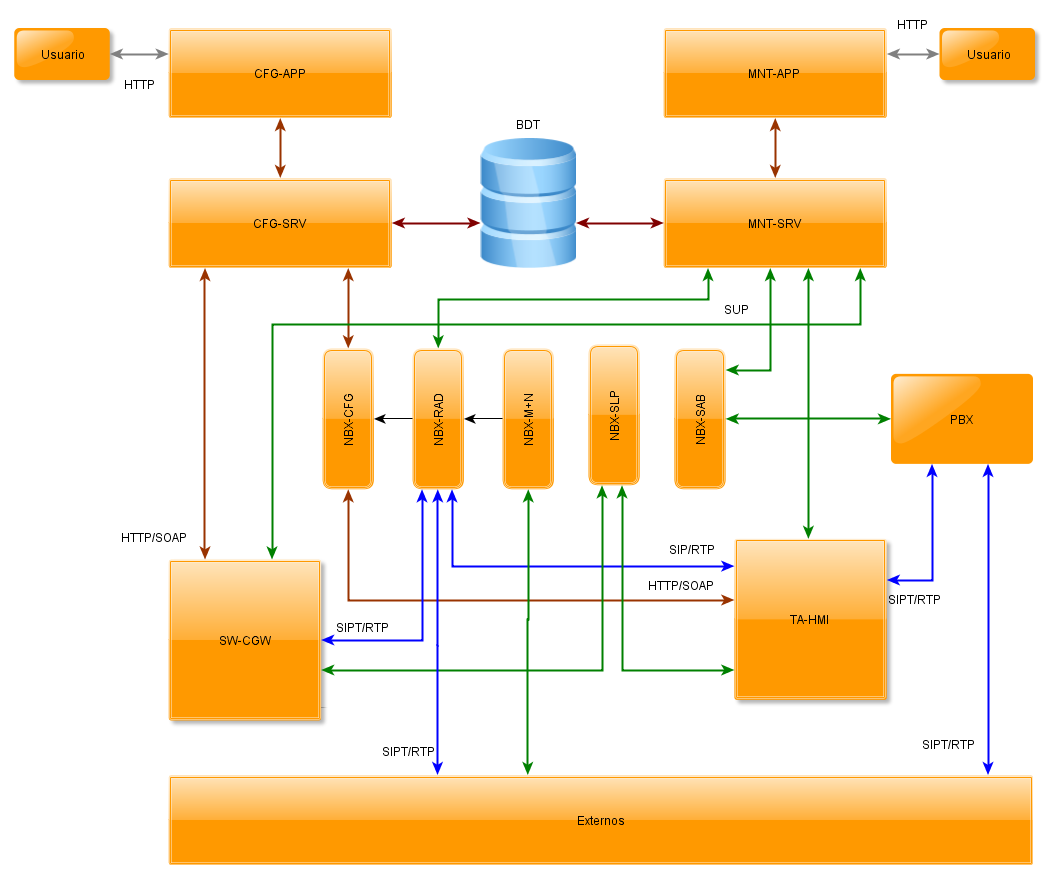 HTTP
Usuario
CFG-APP
MNT-APP
Usuario
HTTP
BDT
CFG-SRV
MNT-SRV
SUP
NBX-CFG
NBX-RAD
NBX-M+N
NBX-SLP
NBX-SAB
PBX
HTTP/SOAP
SIP/RTP
HTTP/SOAP
SIPT/RTP
SIPT/RTP
TA-HMI
SW-CGW
SIPT/RTP
SIPT/RTP
Externos